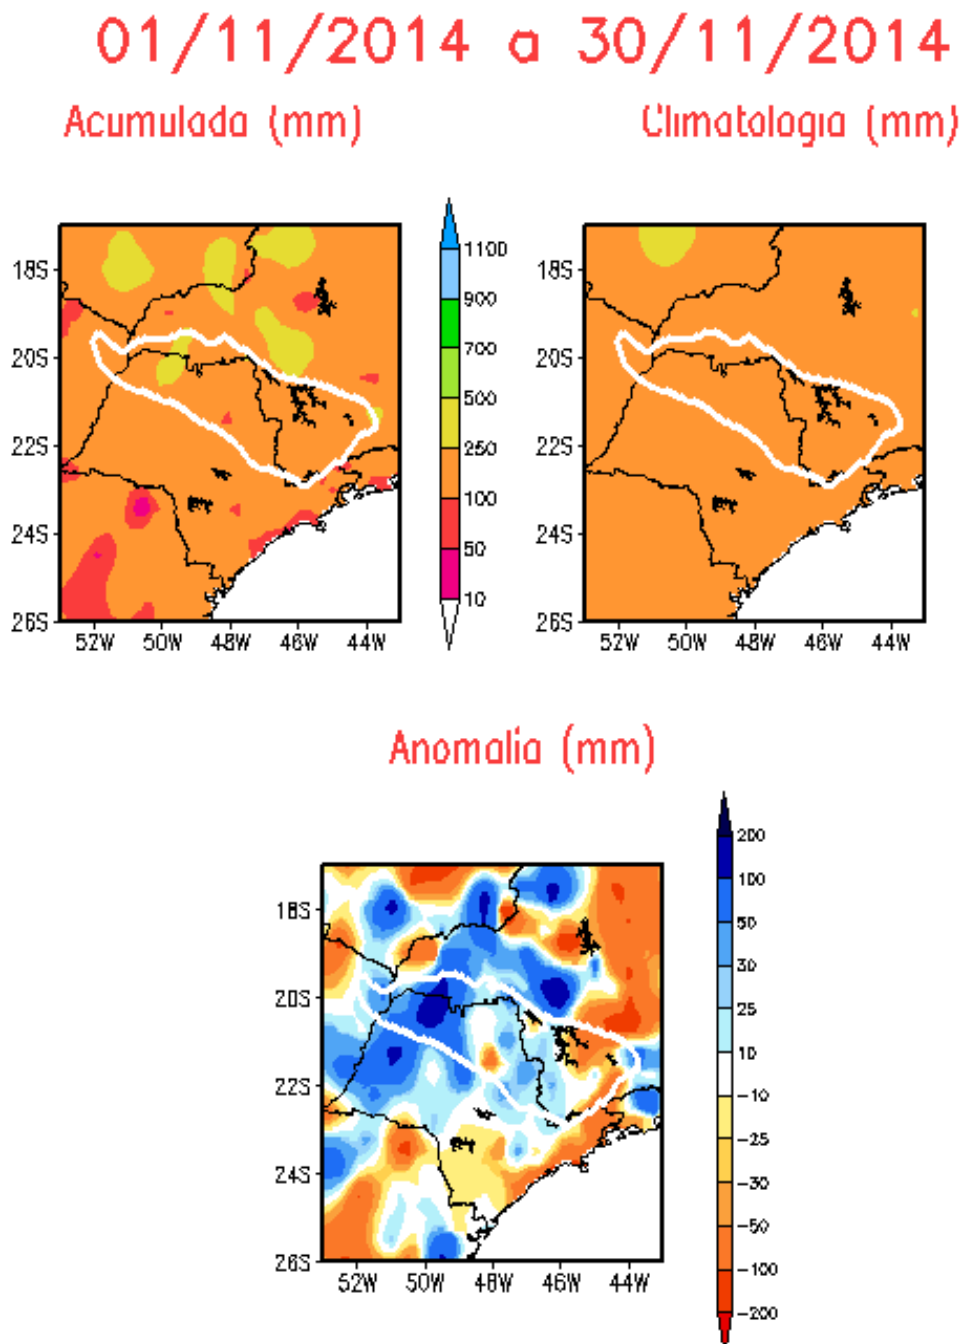 01/11/2014 a 30/11/2014
Acumulada (mm)
Climatologia (mm)
18S
20S
22S
24S
26S
52W 50W 48W 46W 44W
1100
900
700
500
250
100
50
10
18S
20S
22S
24S
26S
52W 50W 48W 46W 44W
Anomalia (mm)
18S
20S
22S
24S
26S
52W 50W 48W 46W 44W
200
100
50
30
25
10
-10
-25
-30
-50
-100
-200